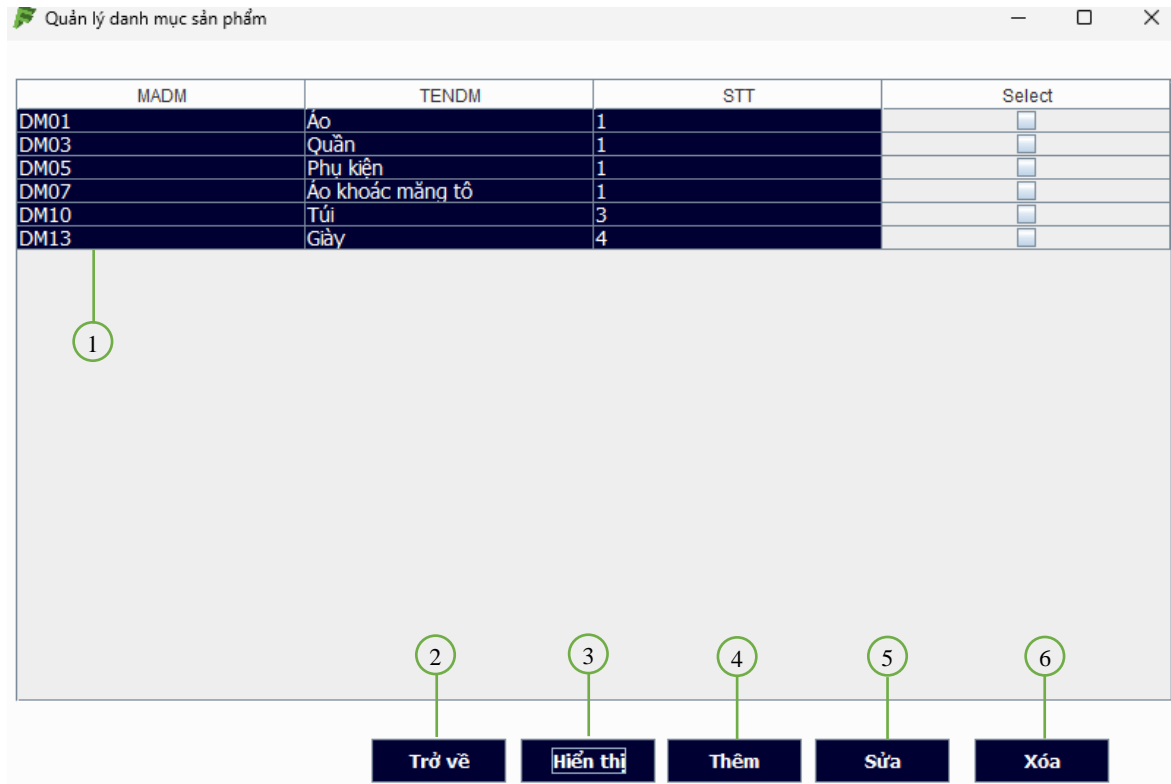 Quản lý danh mục sản phẩm
MADM TENDM STT Select
DM01 Áo 1
DM03 Quần 1
DM05 Phụ kiện 1
DM07 Áo khoác măng tô 1
DM10 Túi 3
DM13 Giày 4
1
2 3 4 5 6
Trở về Hiển thị Thêm Sửa Xóa